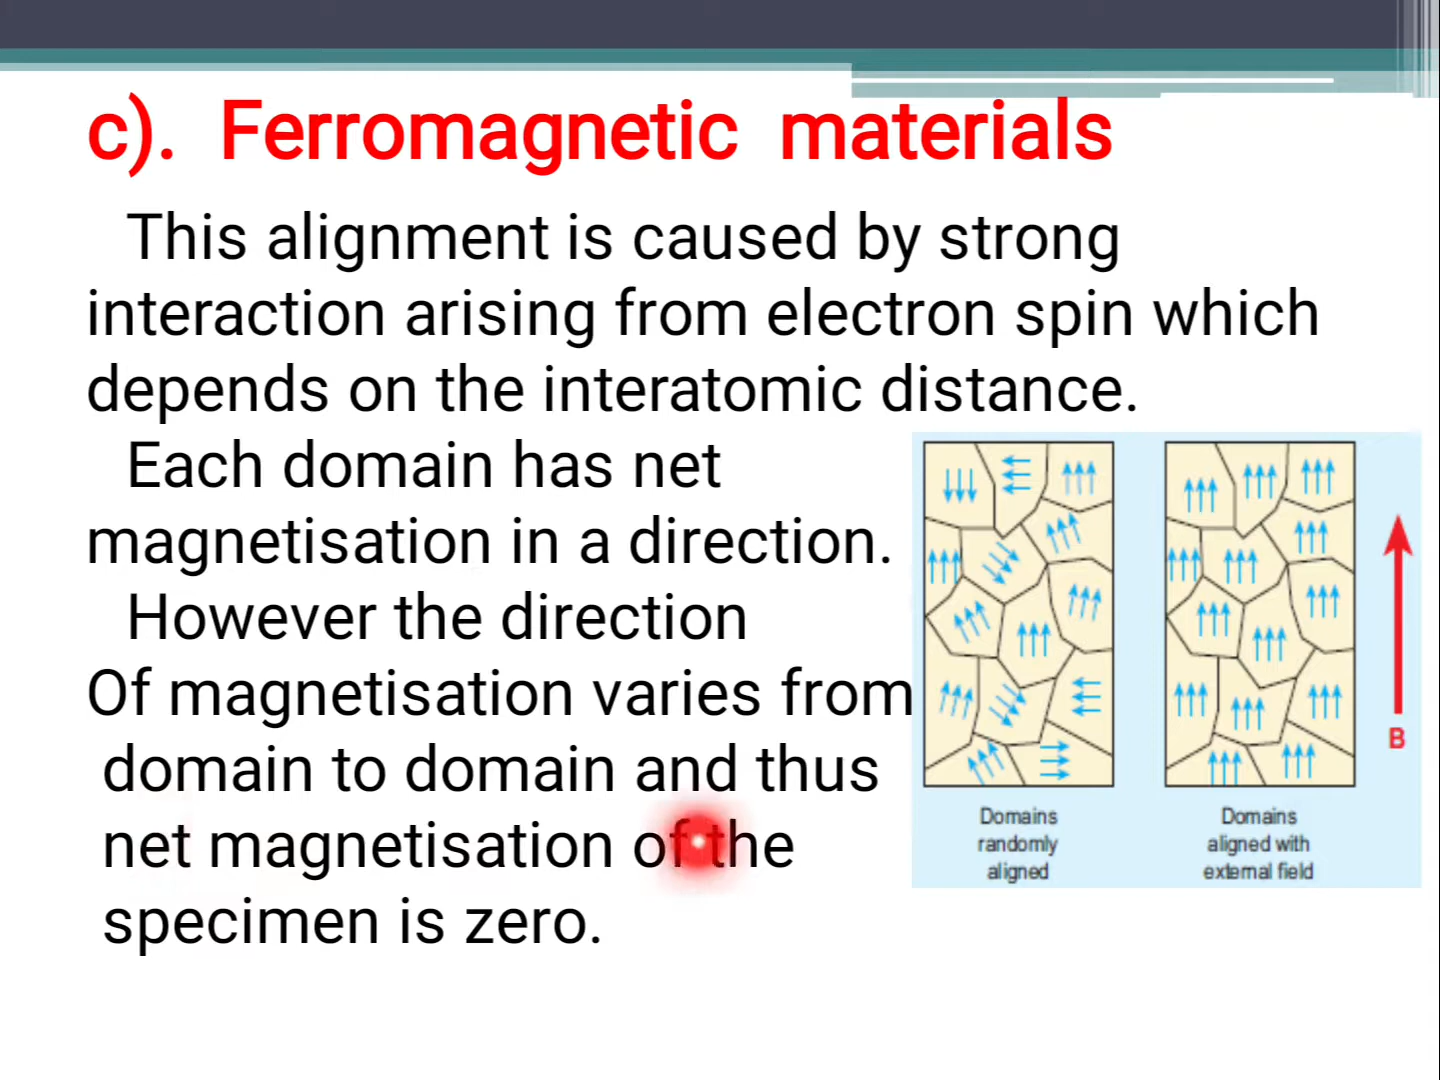 c). Ferromagnetic materials
This alignment is caused by strong
interaction arising from electron spin which
depends on the interatomic distance.
Each domain has net
magnetisation in a direction.
However the direction
Of magnetisation varies from
domain to domain and thus
net magnetisation of the
specimen is zero.
B
Domains
randomly
aligned
Domains
aligned with
external field